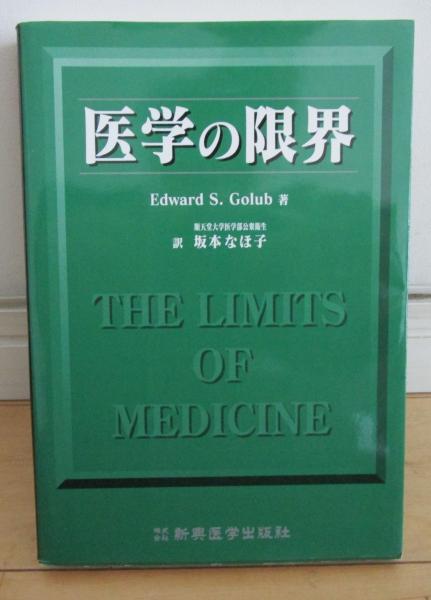 医学の限界
Edward S. Golub 著
順天堂大学医学部公衆衛生
訳 坂本なほ子
THE LIMITS
OF
MEDICINE
株式会社 新興医学出版社